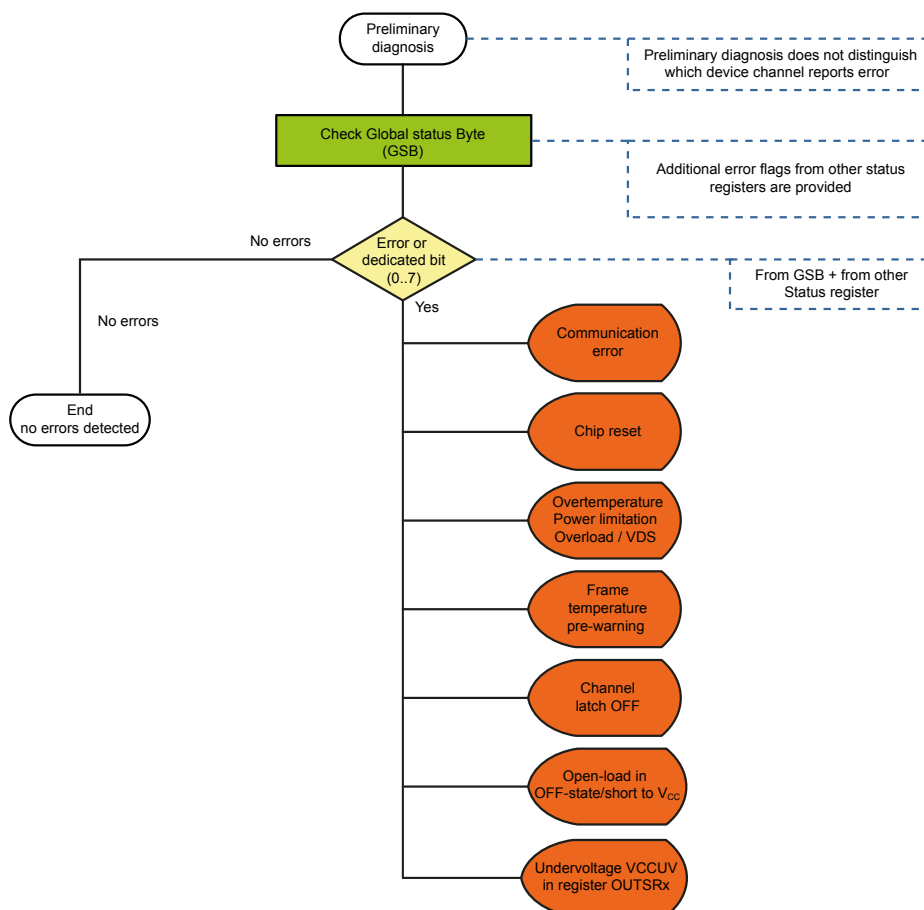 Preliminary
diagnosis
Preliminary diagnosis does not distinguish
which device channel reports error
Check Global status Byte
(GSB)
Additional error flags from other status
registers are provided
No errors
Error or
dedicated bit
(0..7)
From GSB + from other
Status register
Yes
No errors
Communication
error
End
no errors detected
Chip reset
Overtemperature
Power limitation
Overload / VDS
Frame
temperature
pre-warning
Channel
latch OFF
Open-load in
OFF-state/short to VCC
Undervoltage VCCUV
in register OUTSRx